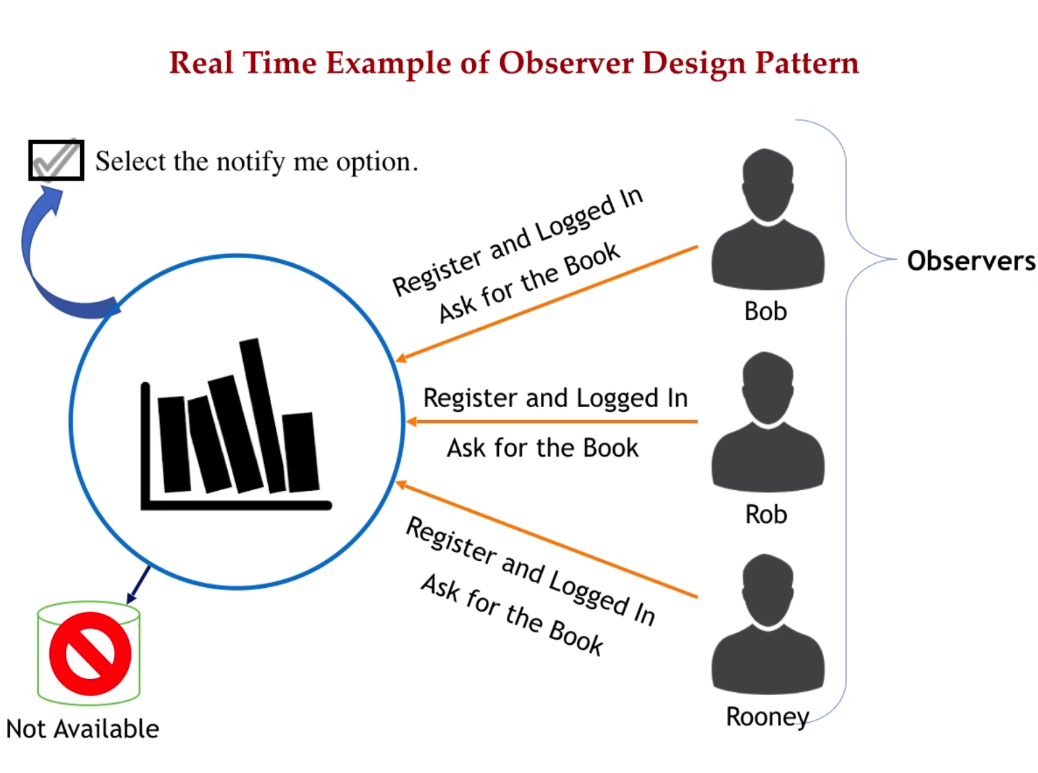 Real Time Example of Observer Design Pattern
Select the notify me option.
Register and Logged In
Ask for the Book
Bob
Observers
Register and Logged In
Ask for the Book
Rob
Register and Logged In
Ask for the Book
Rooney
Not Available